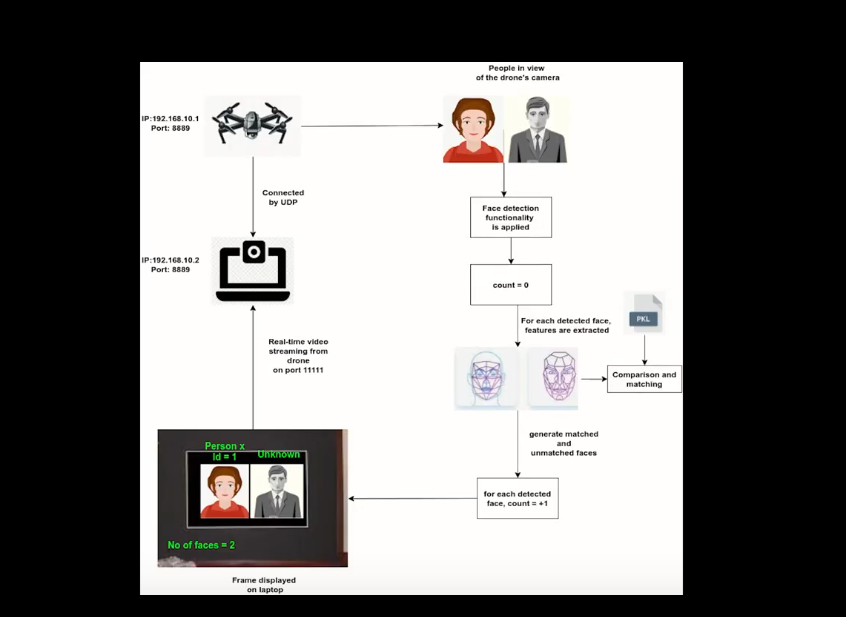 People in view
of the drone's camera
IP:192.168.10.1
Port: 8889
Connected
by UDP
Face detection
functionality
is applied
IP:192.168.10.2
Port: 8889
count = 0
For each detected face,
features are extracted
PKL
Real-time video
streaming from
drone
on port 11111
Comparison and
matching
generate matched
and
unmatched faces
Person x
Id = 1
Unknown
for each detected
face, count = +1
No of faces = 2
Frame displayed
on laptop